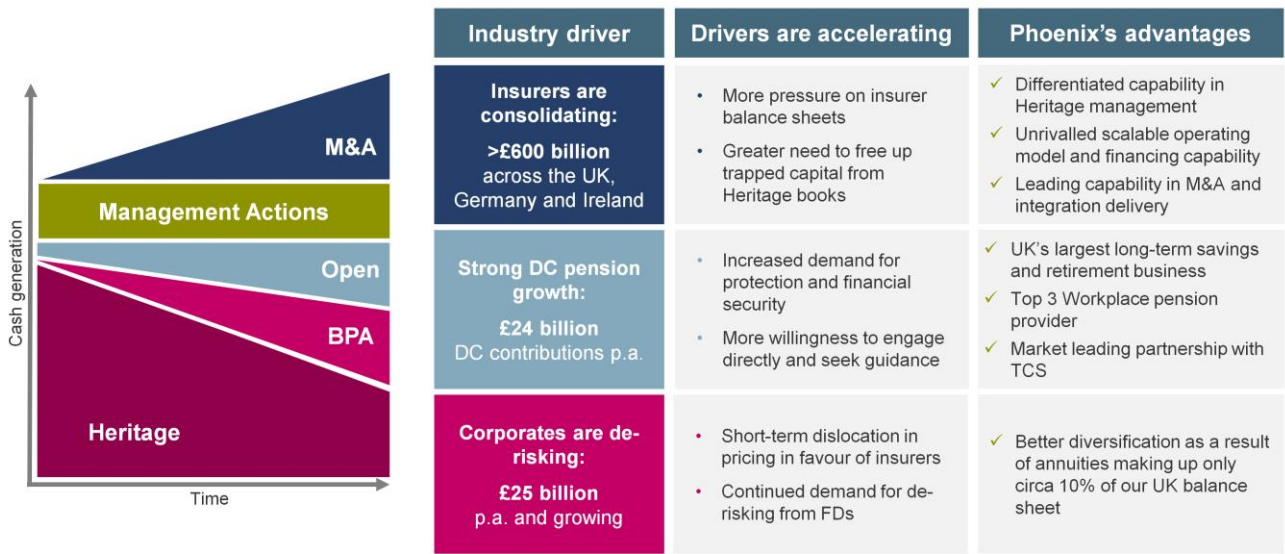 Cash generation
M&A
Management Actions
Open
BPA
Heritage
Time
Industry driver
Drivers are accelerating
Phoenix's advantages
Insurers are
consolidating:
>£600 billion
across the UK,
Germany and Ireland
• More pressure on insurer
balance sheets
• Greater need to free up
trapped capital from
Heritage books
✓ Differentiated capability in
Heritage management
✓ Unrivalled scalable operating
model and financing capability
✓ Leading capability in M&A and
integration delivery
Strong DC pension
growth:
£24 billion
DC contributions p.a.
• Increased demand for
protection and financial
security
• More willingness to engage
directly and seek guidance
✓ UK's largest long-term savings
and retirement business
✓ Top 3 Workplace pension
provider
✓ Market leading partnership with
TCS
Corporates are de-
risking:
£25 billion
p.a. and growing
• Short-term dislocation in
pricing in favour of insurers
• Continued demand for de-
risking from FDs
✓ Better diversification as a result
of annuities making up only
circa 10% of our UK balance
sheet